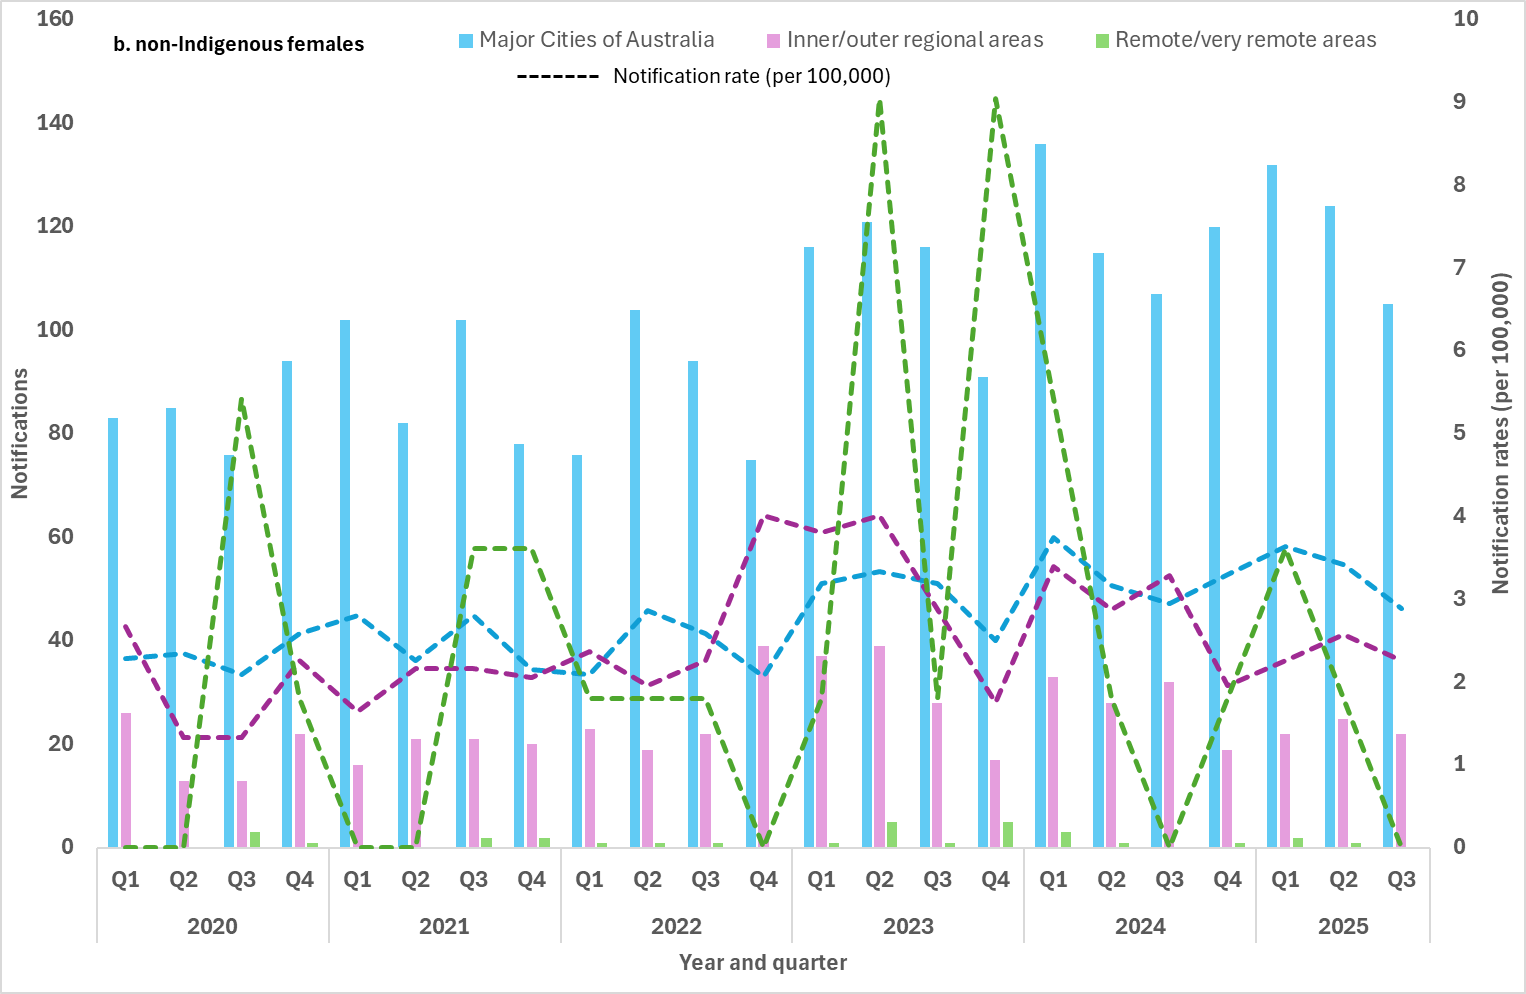 160 10
b. non-Indigenous females Major Cities of Australia Inner/outer regional areas Remote/very remote areas
Notification rate (per 100,000)
9
140
8
120
7
100
6
80 5
4
60
3
40
2
20
1
0 0
Notifications
Notification rates (per 100,000)
Q1 Q2 Q3 Q4 Q1 Q2 Q3 Q4 Q1 Q2 Q3 Q4 Q1 Q2 Q3 Q4 Q1 Q2 Q3 Q4 Q1 Q2 Q3
2020 2021 2022 2023 2024 2025
Year and quarter